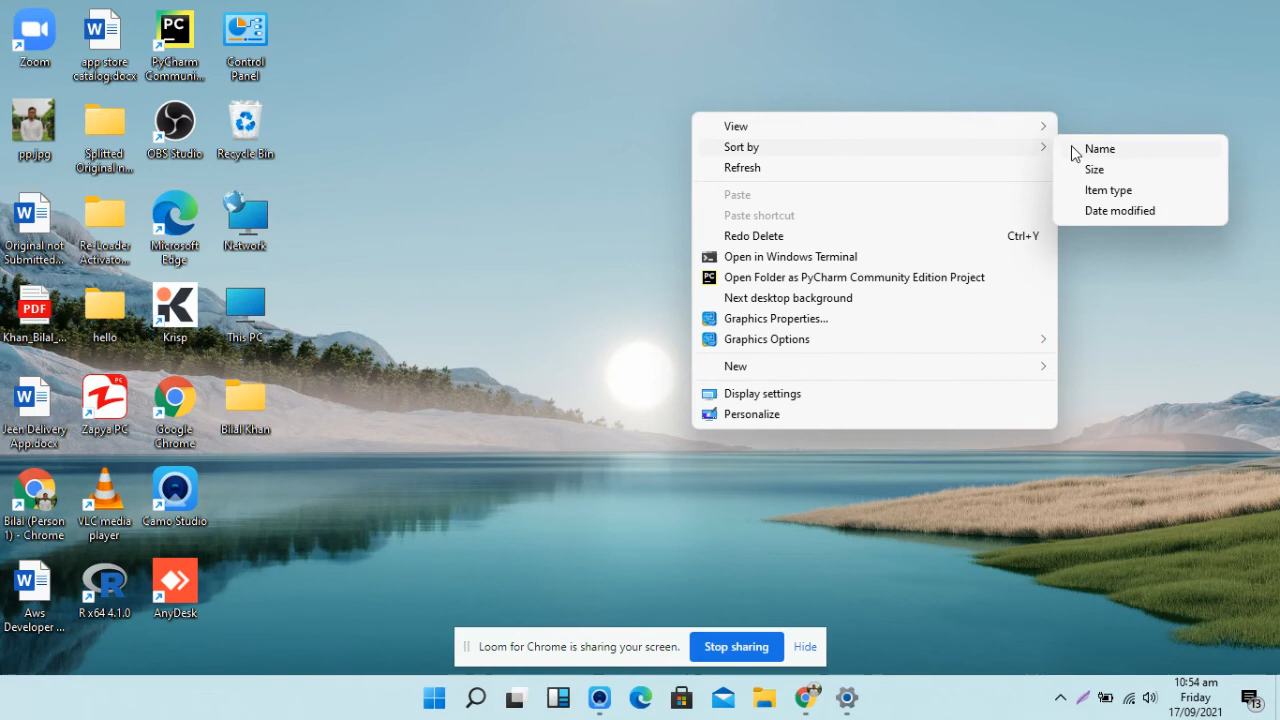 Zoom
app store
catalog.docx
PC
PyCharm
Communi...
Control
Panel
pp.jpg
Splitted
Original n...
OBS Studio
Recycle Bin
W
Original not
Submitted...
Re-Loader
Activato...
Microsoft
Edge
Network
PDF
Khan_Bilal_...
hello
Krisp
This PC
W
Jeen Delivery
App.docx
PC
Zapya PC
Google
Chrome
Bilal Khan
Bilal (Person
1) - Chrome
VLC media
player
Camo Studio
W
Aws
Developer ...
R
R x64 4.1.0
AnyDesk
View
Sort by
Refresh
Paste
Paste shortcut
Redo Delete Ctrl+Y
Open in Windows Terminal
PC Open Folder as PyCharm Community Edition Project
Next desktop background
Graphics Properties...
Graphics Options
New
Display settings
Personalize
Name
Size
Item type
Date modified
Loom for Chrome is sharing your screen. Stop sharing Hide
10:54 am
Friday
17/09/2021
13